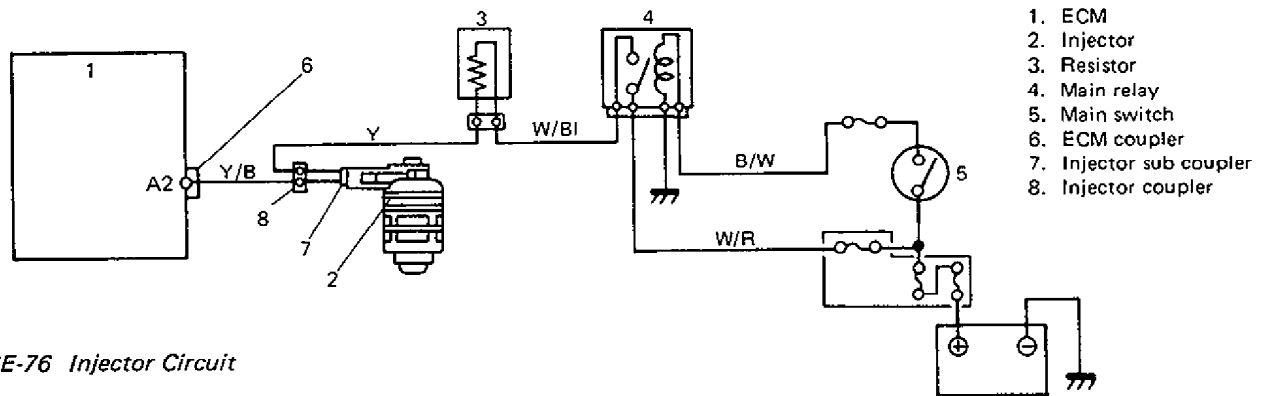 3
4
1
6
Y
W/Bl
B/W
5
Y/B
A2
8
7
2
W/R
1. ECM
2. Injector
3. Resistor
4. Main relay
5. Main switch
6. ECM coupler
7. Injector sub coupler
8. Injector coupler
E-76 Injector Circuit